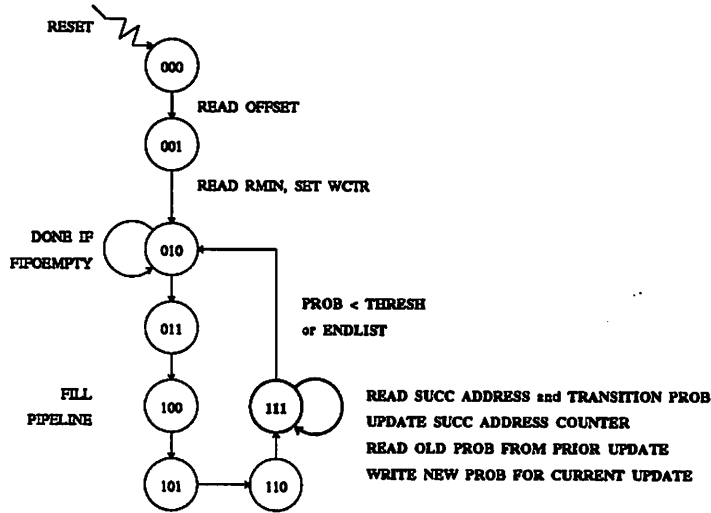 RESET
000
READ OFFSET
001
READ RMIN, SET WCTR
DONE IF
FIFOEMPTY
010
011
PROB < THRESH
or ENDLIST
FILL
PIPELINE
100
111
READ SUCC ADDRESS and TRANSITION PROB
UPDATE SUCC ADDRESS COUNTER
READ OLD PROB FROM PRIOR UPDATE
WRITE NEW PROB FOR CURRENT UPDATE
101
110